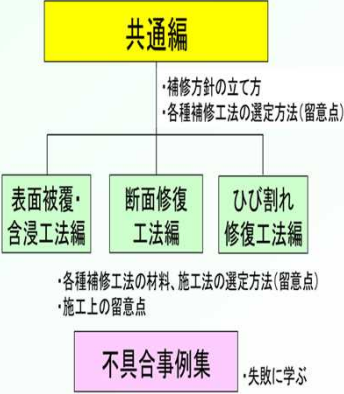 共通編
・補修方針の立て方
・各種補修工法の選定方法(留意点)
表面被覆・
含浸工法編
断面修復
工法編
ひび割れ
修復工法編
・各種補修工法の材料、施工法の選定方法(留意点)
・施工上の留意点
不具合事例集
・失敗に学ぶ